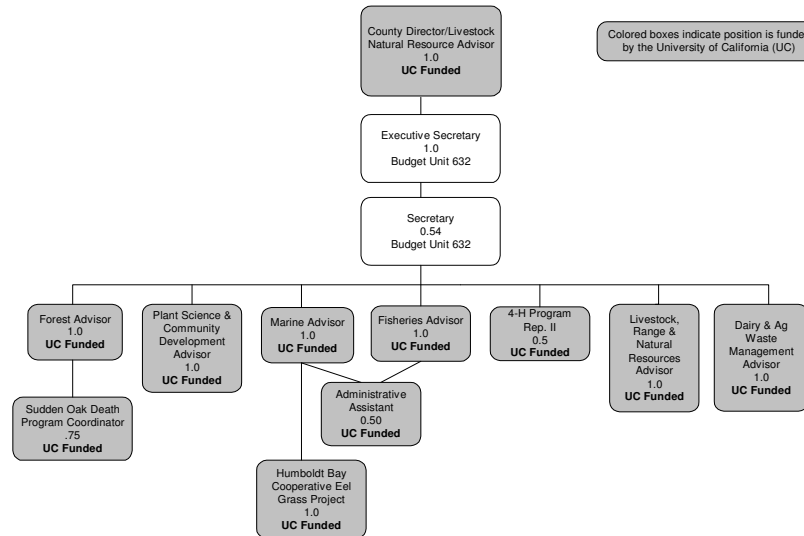 County Director/Livestock
Natural Resource Advisor
1.0
UC Funded
Colored boxes indicate position is funde
by the University of California (UC)
Executive Secretary
1.0
Budget Unit 632
Secretary
0.54
Budget Unit 632
Forest Advisor
1.0
UC Funded
Plant Science &
Community
Development
Advisor
1.0
UC Funded
Marine Advisor
1.0
UC Funded
Fisheries Advisor
1.0
UC Funded
4-H Program
Rep. II
0.5
UC Funded
Livestock,
Range &
Natural
Resources
Advisor
1.0
UC Funded
Dairy & Ag
Waste
Management
Advisor
1.0
UC Funded
Sudden Oak Death
Program Coordinator
.75
UC Funded
Administrative
Assistant
0.50
UC Funded
Humboldt Bay
Cooperative Eel
Grass Project
1.0
UC Funded